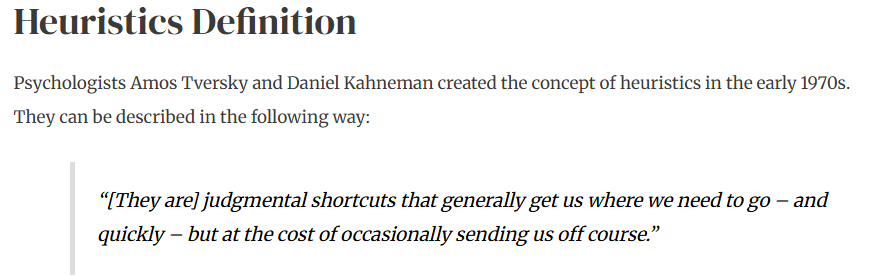 Heuristics Definition
Psychologists Amos Tversky and Daniel Kahneman created the concept of heuristics in the early 1970s.
They can be described in the following way:
“[They are] judgmental shortcuts that generally get us where we need to go – and
quickly – but at the cost of occasionally sending us off course.”